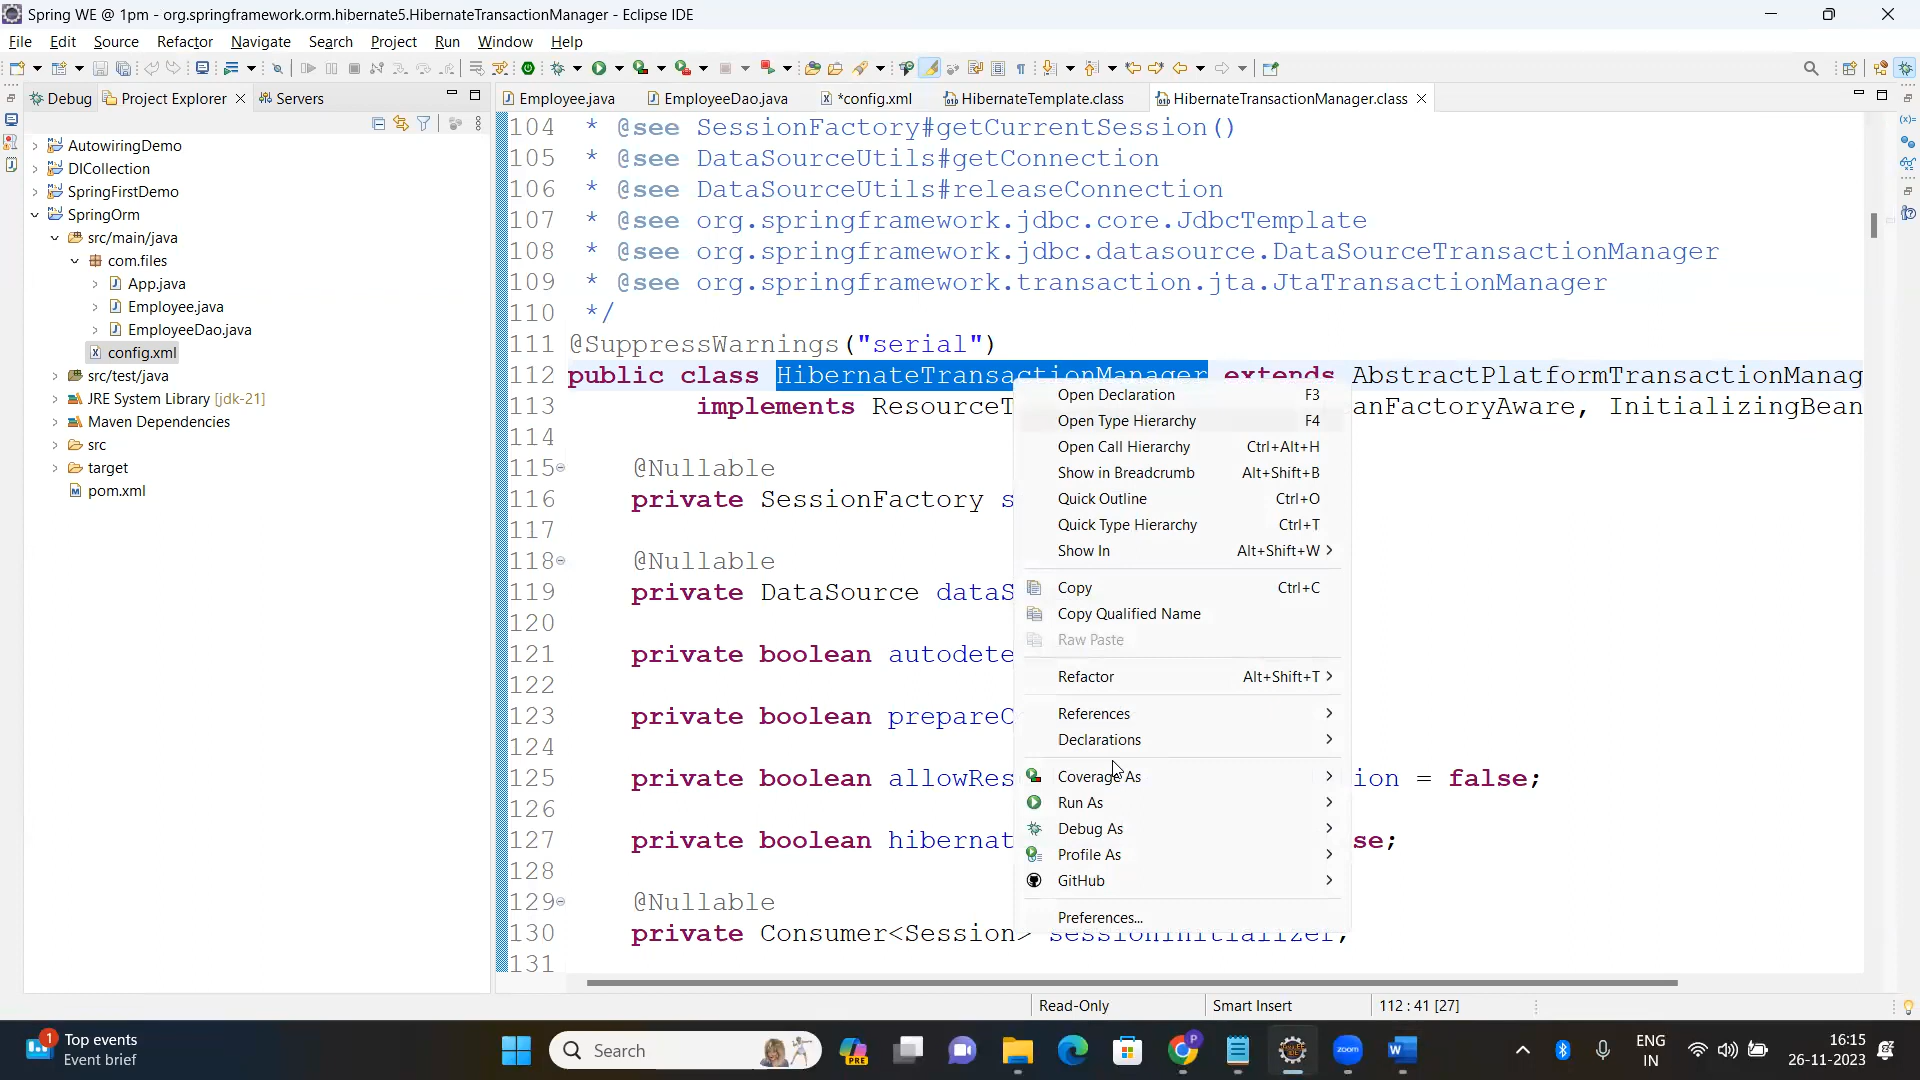 Spring WE @ 1pm - org.springframework.orm.hibernate5.HibernateTransactionManager - Eclipse IDE
File Edit Source Refactor Navigate Search Project Run Window Help
Debug Project Explorer Servers
Employee.java EmployeeDao.java *config.xml HibernateTemplate.class HibernateTransactionManager.class
AutowiringDemo
DICollection
SpringFirstDemo
SpringOrm
src/main/java
com.files
App.java
Employee.java
EmployeeDao.java
config.xml
src/test/java
JRE System Library [jdk-21]
Maven Dependencies
src
target
pom.xml
104 * @see SessionFactory#getCurrentSession()
105 * @see DataSourceUtils#getConnection
106 * @see DataSourceUtils#releaseConnection
107 * @see org.springframework.jdbc.core.JdbcTemplate
108 * @see org.springframework.jdbc.datasource.DataSourceTransactionManager
109 * @see org.springframework.transaction.jta.JtaTransactionManager
110 */
111 @SuppressWarnings("serial")
112 public class HibernateTransactionManager extends AbstractPlatformTransactionManag
113 implements ResourceT anFactoryAware, InitializingBean
114
115 @Nullable
116 private SessionFactory s
117
118 @Nullable
119 private DataSource dataS
120
121 private boolean autodete
122
123 private boolean prepareC
124
125 private boolean allowRes ion = false;
126
127 private boolean hibernat se;
128
129 @Nullable
130 private Consumer<Session> sessionInitializer;
131
Open Declaration F3
Open Type Hierarchy F4
Open Call Hierarchy Ctrl+Alt+H
Show in Breadcrumb Alt+Shift+B
Quick Outline Ctrl+O
Quick Type Hierarchy Ctrl+T
Show In Alt+Shift+W
Copy Ctrl+C
Copy Qualified Name
Raw Paste
Refactor Alt+Shift+T
References
Declarations
Coverage As
Run As
Debug As
Profile As
GitHub
Preferences...
Read-Only Smart Insert 112 : 41 [27]
1 Top events
Event brief
Search
PRE
P
zoom
ENG
IN
16:15
26-11-2023